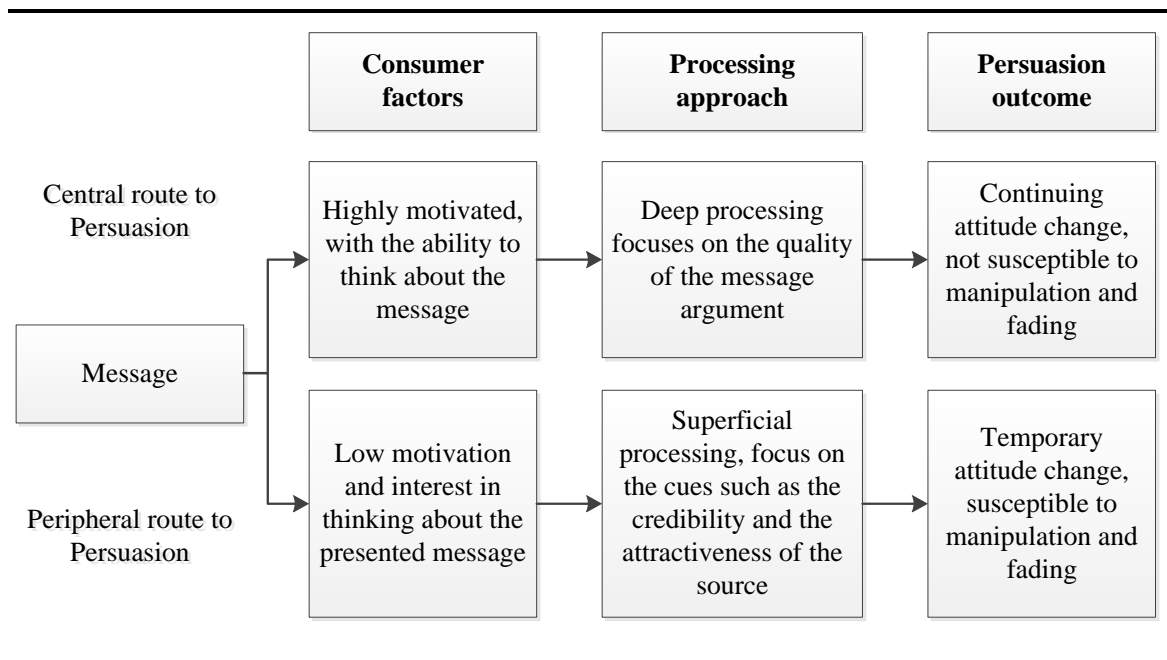 Consumer
factors
Processing
approach
Persuasion
outcome
Central route to
Persuasion
Highly motivated,
with the ability to
think about the
message
Deep processing
focuses on the quality
of the message
argument
Continuing
attitude change,
not susceptible to
manipulation and
fading
Message
Peripheral route to
Persuasion
Low motivation
and interest in
thinking about the
presented message
Superficial
processing, focus on
the cues such as the
credibility and the
attractiveness of the
source
Temporary
attitude change,
susceptible to
manipulation and
fading